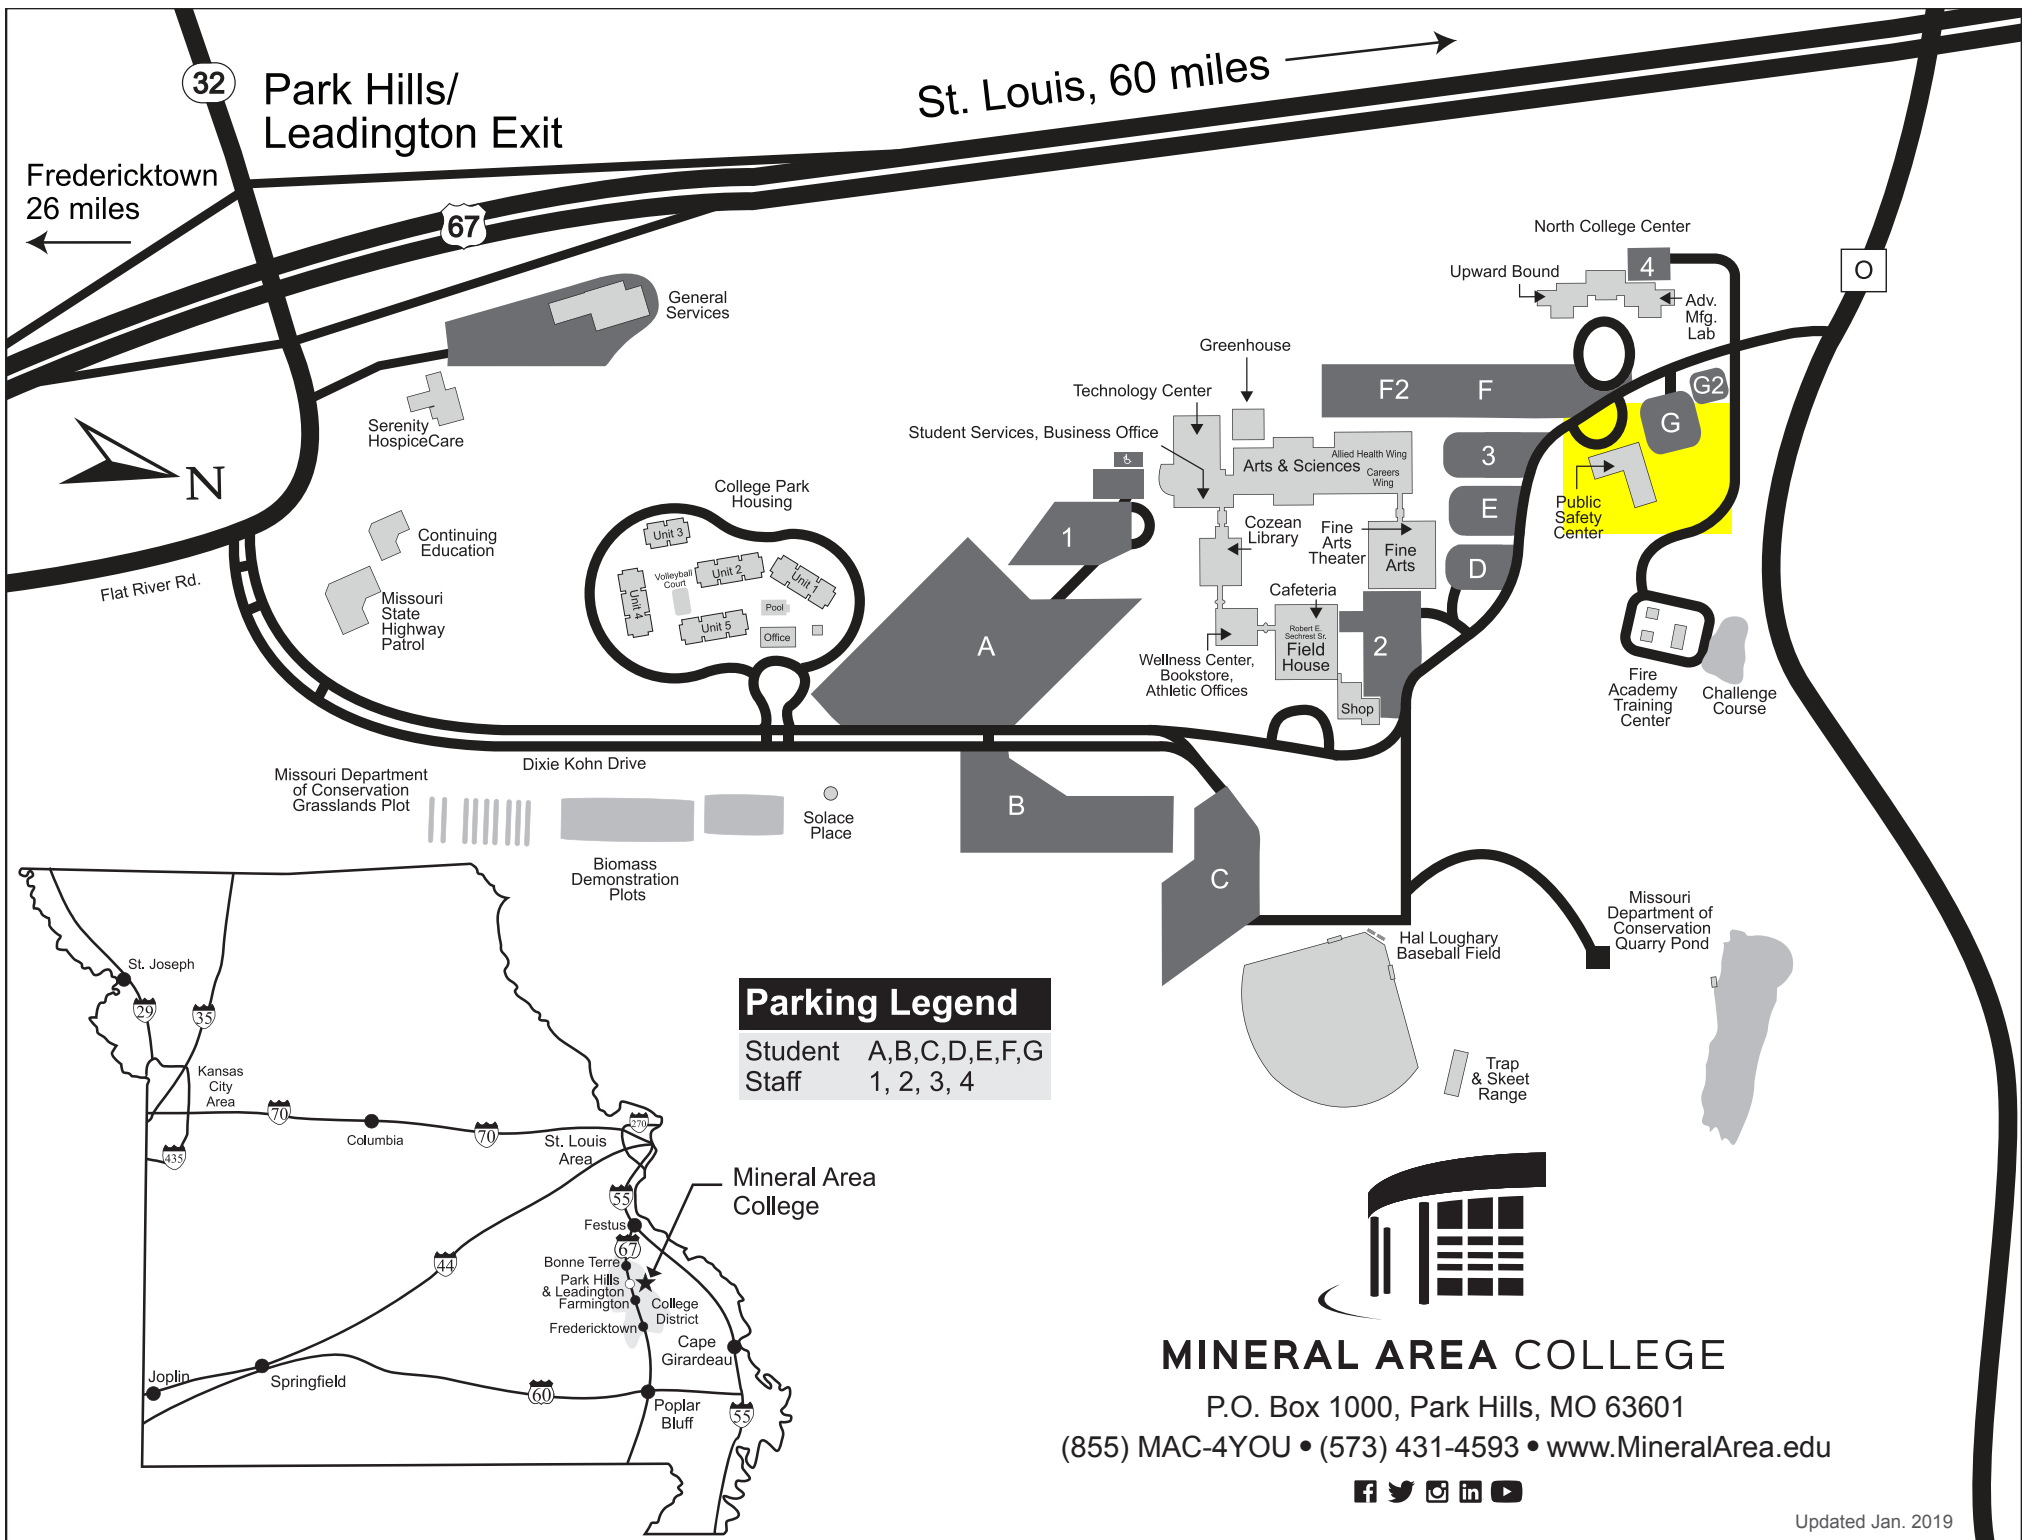 32
Park Hills/
Leadington Exit
St. Louis, 60 miles
Fredericktown
26 miles
67
North College Center
Upward Bound
4
O
Adv.
Mfg.
Lab
General
Services
Greenhouse
Technology Center
F2
F
G2
G
Serenity
HospiceCare
Student Services, Business Office
Arts & Sciences
Allied Health Wing
Careers
Wing
3
N
College Park
Housing
Public
Safety
Center
E
Continuing
Education
Unit 3
1
Cozean
Library
Fine
Arts
Theater
Fine
Arts
D
Flat River Rd.
Volleyball
Court
Unit 2
Unit 1
Unit 4
Pool
Unit 5
Office
Missouri
State
Highway
Patrol
A
Cafeteria
Robert E.
Sechrest Sr.
Field
House
2
Wellness Center,
Bookstore,
Athletic Offices
Shop
Fire
Academy
Training
Center
Challenge
Course
Dixie Kohn Drive
Missouri Department
of Conservation
Grasslands Plot
Solace
Place
B
Biomass
Demonstration
Plots
C
Missouri
Department of
Conservation
Quarry Pond
Hal Loughary
Baseball Field
Trap
& Skeet
Range
Parking Legend
Student A,B,C,D,E,F,G
Staff 1, 2, 3, 4
St. Joseph
29
35
Kansas
City
Area
70
Columbia
70
270
St. Louis
Area
435
Mineral Area
College
55
Festus
67
44
Bonne Terre
Park Hills
& Leadington
Farmington
College
District
Fredericktown
Cape
Girardeau
Joplin
Springfield
60
Poplar
Bluff
55
MINERAL AREA COLLEGE
P.O. Box 1000, Park Hills, MO 63601
(855) MAC-4YOU • (573) 431-4593 • www.MineralArea.edu
Updated Jan. 2019